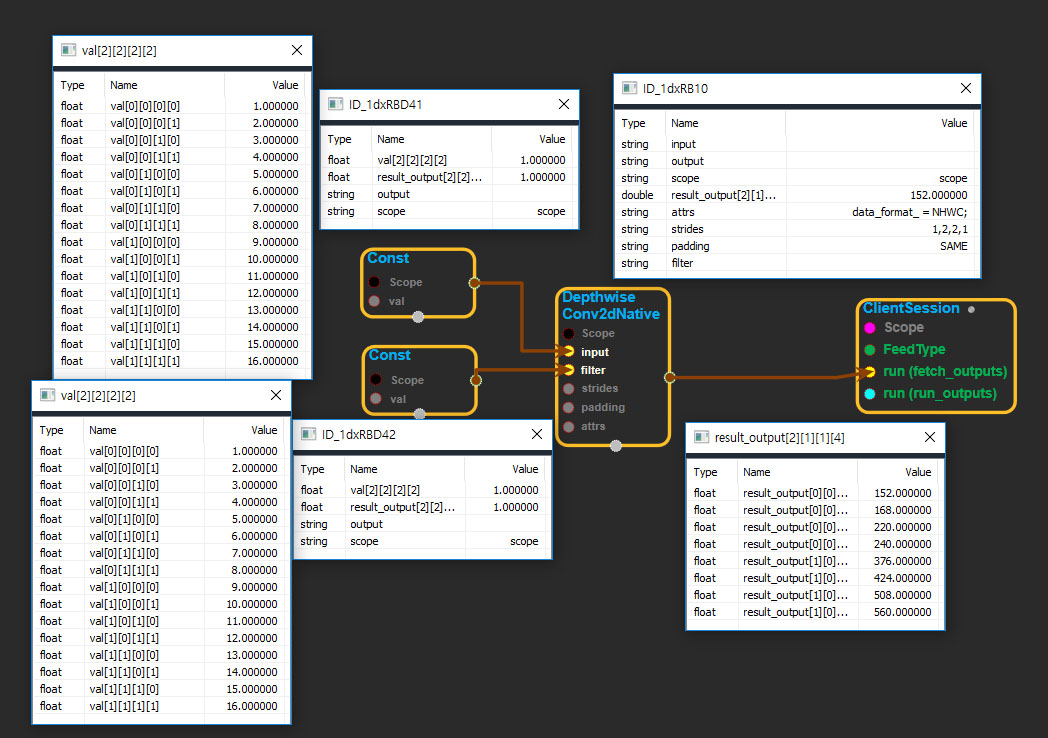 val[2][2][2][2]
Type Name Value
float val[0][0][0][0] 1.000000
float val[0][0][0][1] 2.000000
float val[0][0][1][0] 3.000000
float val[0][0][1][1] 4.000000
float val[0][1][0][0] 5.000000
float val[0][1][0][1] 6.000000
float val[0][1][1][0] 7.000000
float val[0][1][1][1] 8.000000
float val[1][0][0][0] 9.000000
float val[1][0][0][1] 10.000000
float val[1][0][1][0] 11.000000
float val[1][0][1][1] 12.000000
float val[1][1][0][0] 13.000000
float val[1][1][0][1] 14.000000
float val[1][1][1][0] 15.000000
float val[1][1][1][1] 16.000000
ID_1dxRBD41
Type Name Value
float val[2][2][2][2] 1.000000
float result_output[2][2]... 1.000000
string output
string scope scope
ID_1dxRB10
Type Name Value
string input
string output
string scope scope
double result_output[2][1]... 152.000000
string attrs data_format_ = NHWC;
string strides 1,2,2,1
string padding SAME
string filter
Const
Scope
val
Const
Scope
val
Depthwise
Conv2dNative
Scope
input
filter
strides
padding
attrs
ClientSession
Scope
FeedType
run (fetch_outputs)
run (run_outputs)
val[2][2][2][2]
Type Name Value
float val[0][0][0][0] 1.000000
float val[0][0][0][1] 2.000000
float val[0][0][1][0] 3.000000
float val[0][0][1][1] 4.000000
float val[0][1][0][0] 5.000000
float val[0][1][0][1] 6.000000
float val[0][1][1][0] 7.000000
float val[0][1][1][1] 8.000000
float val[1][0][0][0] 9.000000
float val[1][0][0][1] 10.000000
float val[1][0][1][0] 11.000000
float val[1][0][1][1] 12.000000
float val[1][1][0][0] 13.000000
float val[1][1][0][1] 14.000000
float val[1][1][1][0] 15.000000
float val[1][1][1][1] 16.000000
ID_1dxRBD42
Type Name Value
float val[2][2][2][2] 1.000000
float result_output[2][2]... 1.000000
string output
string scope scope
result_output[2][1][1][4]
Type Name Value
float result_output[0][0]... 152.000000
float result_output[0][0]... 168.000000
float result_output[0][0]... 220.000000
float result_output[0][0]... 240.000000
float result_output[1][0]... 376.000000
float result_output[1][0]... 424.000000
float result_output[1][0]... 508.000000
float result_output[1][0]... 560.000000